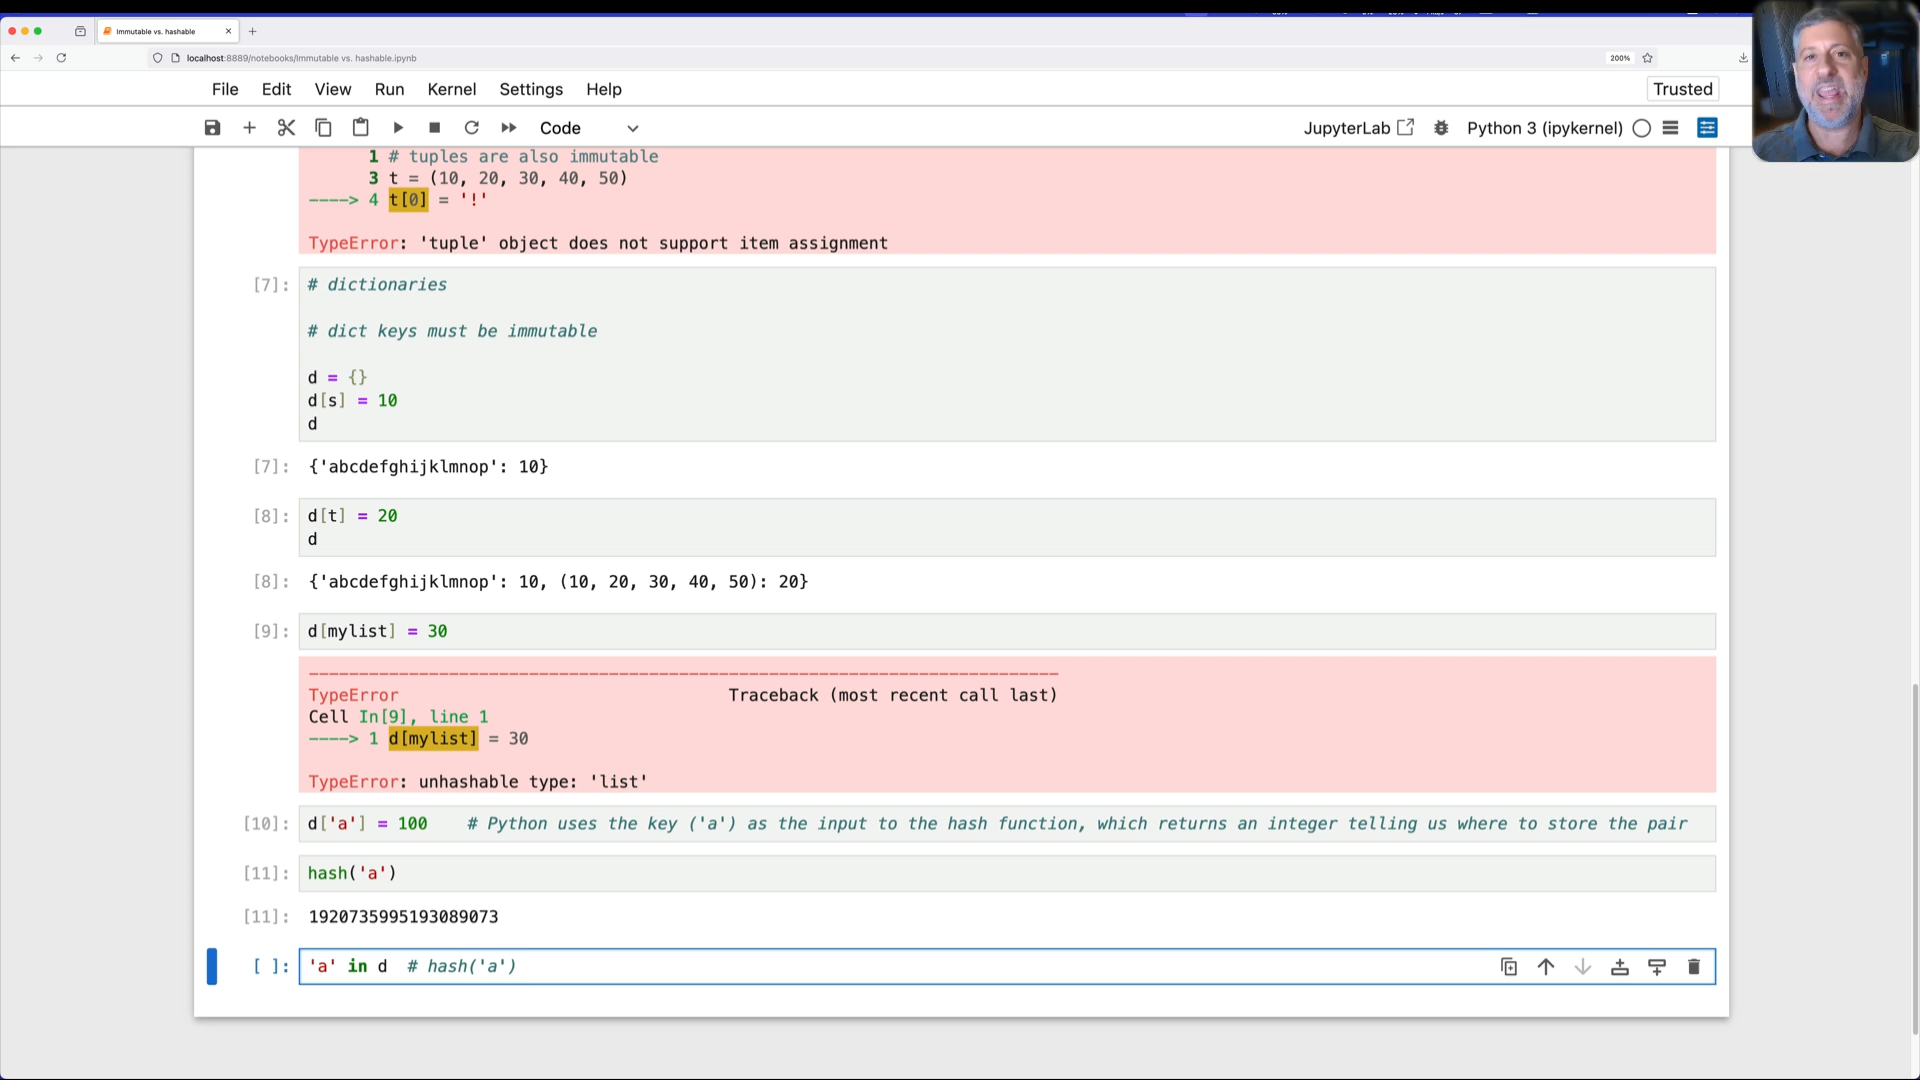 Immutable vs. hashable
localhost:8889/notebooks/Immutable vs. hashable.ipynb
200%
File Edit View Run Kernel Settings Help
Trusted
Code
JupyterLab
Python 3 (ipykernel)
1 # tuples are also immutable
3 t = (10, 20, 30, 40, 50)
----> 4 t[0] = '!'
TypeError: 'tuple' object does not support item assignment
[7]: # dictionaries
# dict keys must be immutable
d = {}
d[s] = 10
d
[7]: {'abcdefghijklmnop': 10}
[8]: d[t] = 20
d
[8]: {'abcdefghijklmnop': 10, (10, 20, 30, 40, 50): 20}
[9]: d[mylist] = 30
---------------------------------------------------------------------------
TypeError Traceback (most recent call last)
Cell In[9], line 1
----> 1 d[mylist] = 30
TypeError: unhashable type: 'list'
[10]: d['a'] = 100 # Python uses the key ('a') as the input to the hash function, which returns an integer telling us where to store the pair
[11]: hash('a')
[11]: 1920735995193089073
[ ]: 'a' in d # hash('a')